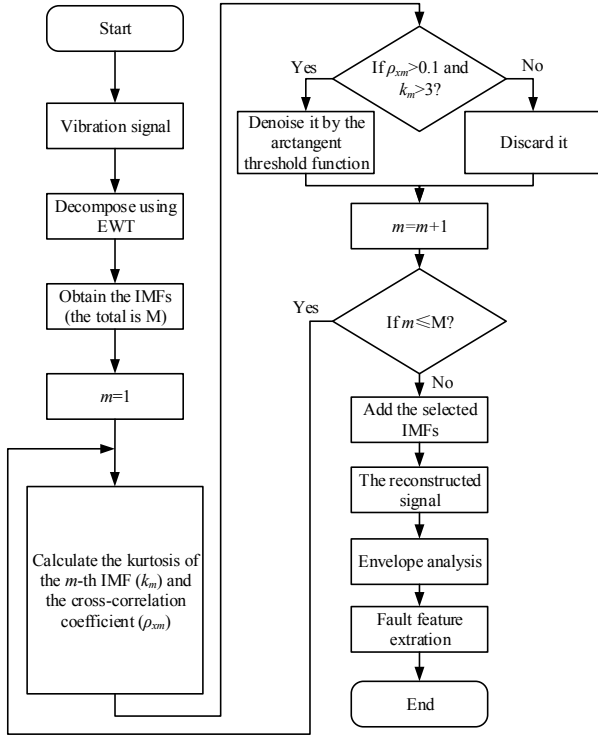 Start
Vibration signal
Decompose using
EWT
Obtain the IMFs
(the total is M)
m=1
Calculate the kurtosis of
the m-th IMF (kₘ) and
the cross-correlation
coefficient (ρₓₘ)
If ρₓₘ>0.1 and
kₘ>3?
Yes
No
Denoise it by the
arctangent
threshold function
Discard it
m=m+1
If m≤M?
Yes
No
Add the selected
IMFs
The reconstructed
signal
Envelope analysis
Fault feature
extration
End